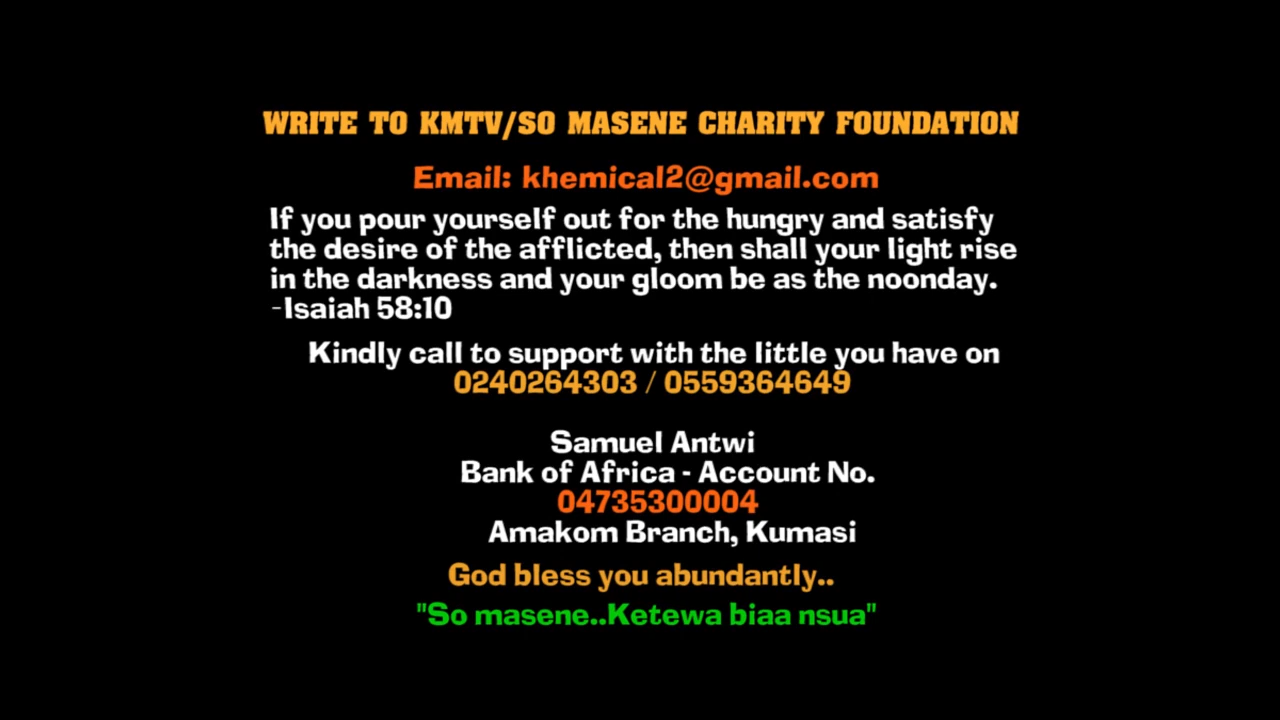 WRITE TO KMTV/SO MASENE CHARITY FOUNDATION
Email: khemical2@gmail.com
If you pour yourself out for the hungry and satisfy
the desire of the afflicted, then shall your light rise
in the darkness and your gloom be as the noonday.
-Isaiah 58:10
Kindly call to support with the little you have on
0240264303 / 0559364649
Samuel Antwi
Bank of Africa - Account No.
04735300004
Amakom Branch, Kumasi
God bless you abundantly..
"So masene..Ketewa biaa nsua"